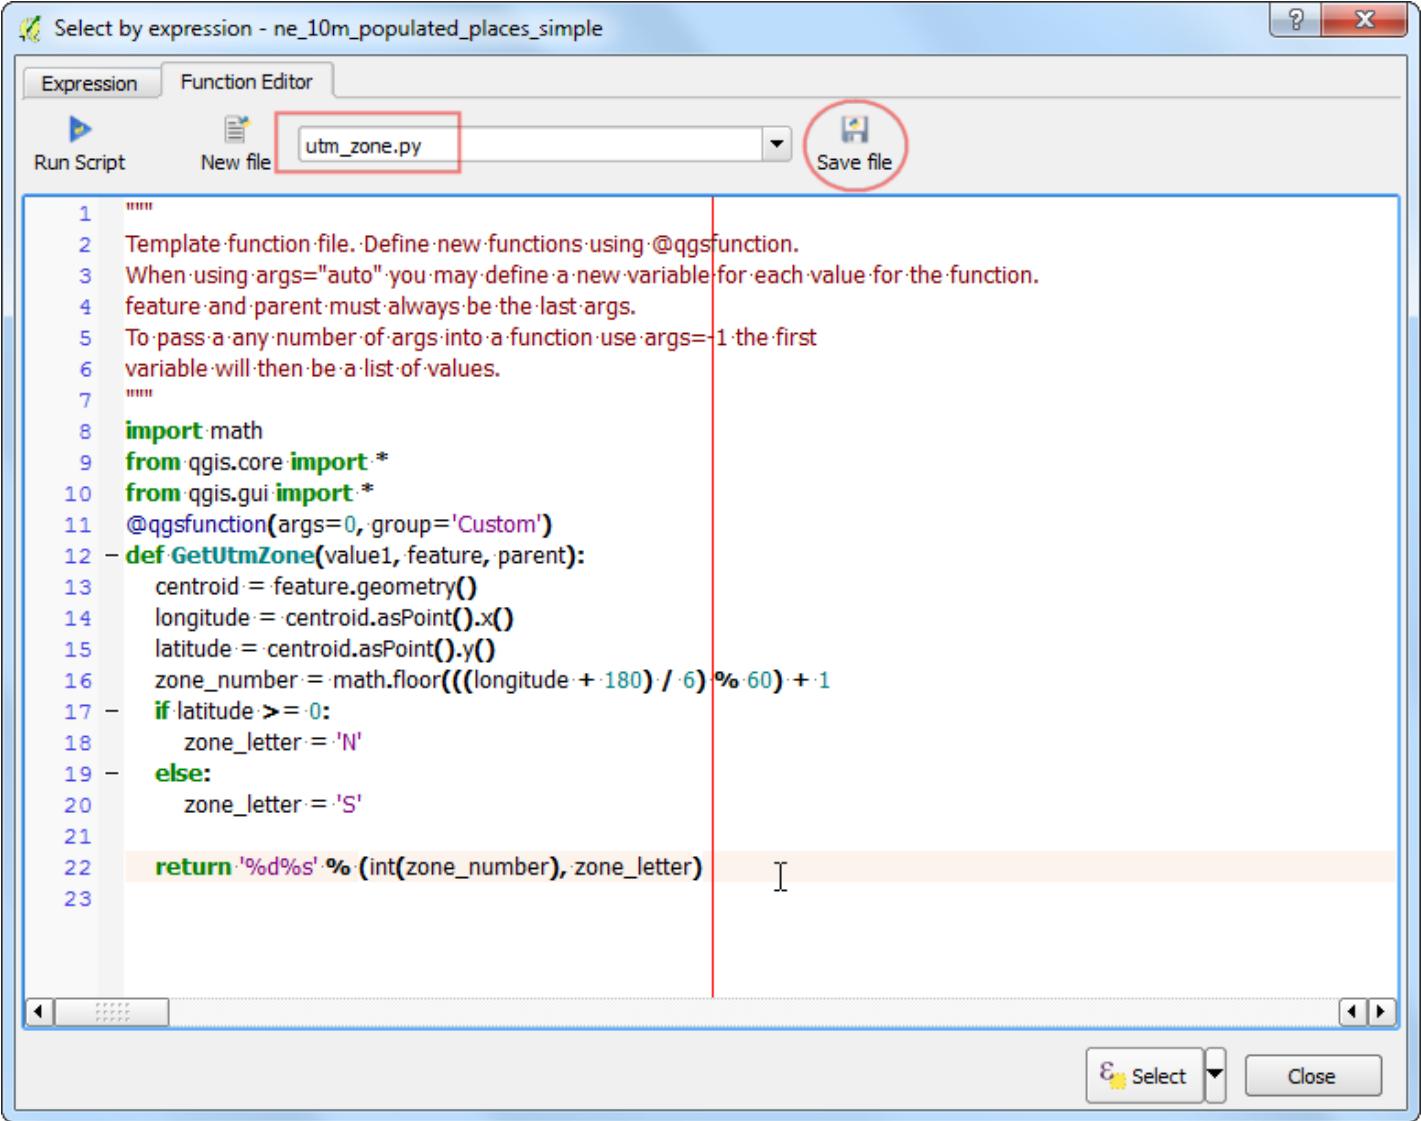 Select by expression - ne_10m_populated_places_simple
?
Expression
Function Editor
Run Script
New file
utm_zone.py
Save file
1 """
2 Template function file. Define new functions using @qgsfunction.
3 When using args="auto" you may define a new variable for each value for the function.
4 feature and parent must always be the last args.
5 To pass a any number of args into a function use args=-1 the first
6 variable will then be a list of values.
7 """
8 import math
9 from qgis.core import *
10 from qgis.gui import *
11 @qgsfunction(args=0, group='Custom')
12 def GetUtmZone(value1, feature, parent):
13 centroid = feature.geometry()
14 longitude = centroid.asPoint().x()
15 latitude = centroid.asPoint().y()
16 zone_number = math.floor(((longitude + 180) / 6) % 60) + 1
17 if latitude >= 0:
18 zone_letter = 'N'
19 else:
20 zone_letter = 'S'
21
22 return '%d%s' % (int(zone_number), zone_letter)
23
ε Select
Close